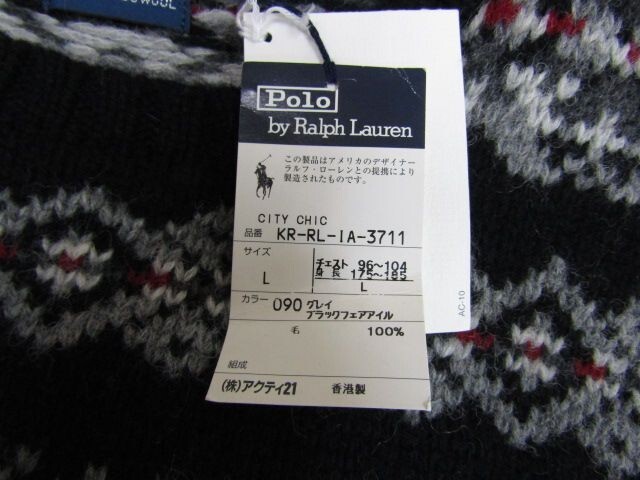 WOOL
Polo
by Ralph Lauren
この製品はアメリカのデザイナー
ラルフ・ローレンとの提携により
製造されたものです。
CITY CHIC
品番 KR-RL-IA-3711
サイズ
L
チェスト 96~104
身長 175~185
L
カラー 090 グレイ
ブラックフェアアイル
毛 100%
組成
(株)アクティ21 香港製
AC-10